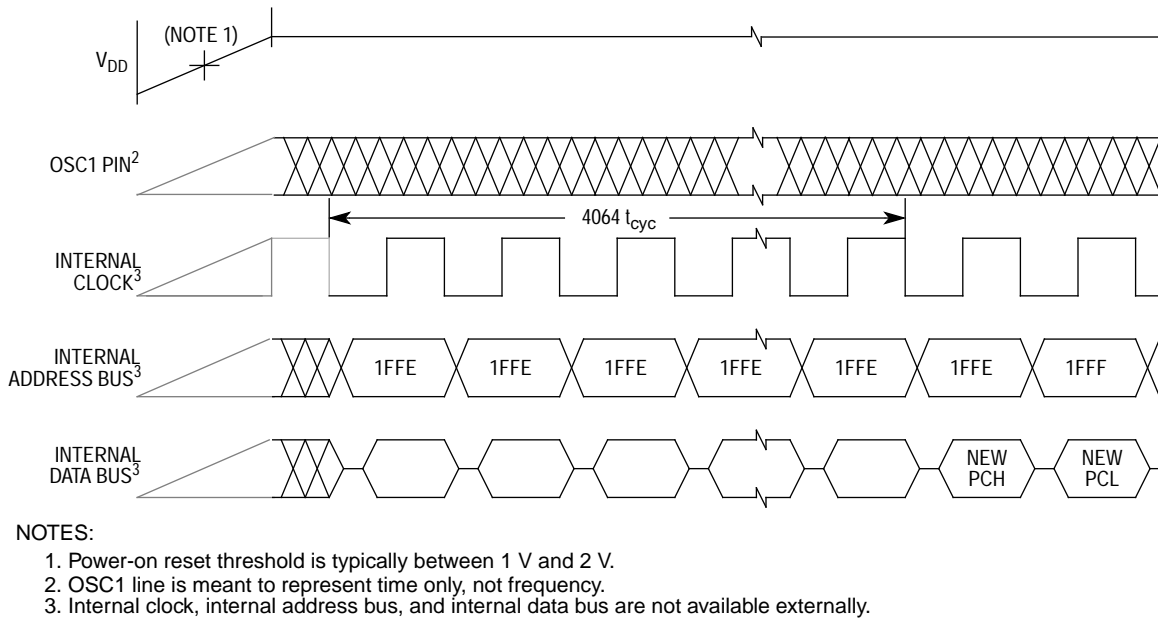 (NOTE 1)
VDD
OSC1 PIN2
4064 tcyc
INTERNAL
CLOCK3
INTERNAL
ADDRESS BUS3
1FFE 1FFE 1FFE 1FFE 1FFE 1FFE 1FFF
INTERNAL
DATA BUS3
NEW
PCH
NEW
PCL
NOTES:
1. Power-on reset threshold is typically between 1 V and 2 V.
2. OSC1 line is meant to represent time only, not frequency.
3. Internal clock, internal address bus, and internal data bus are not available externally.